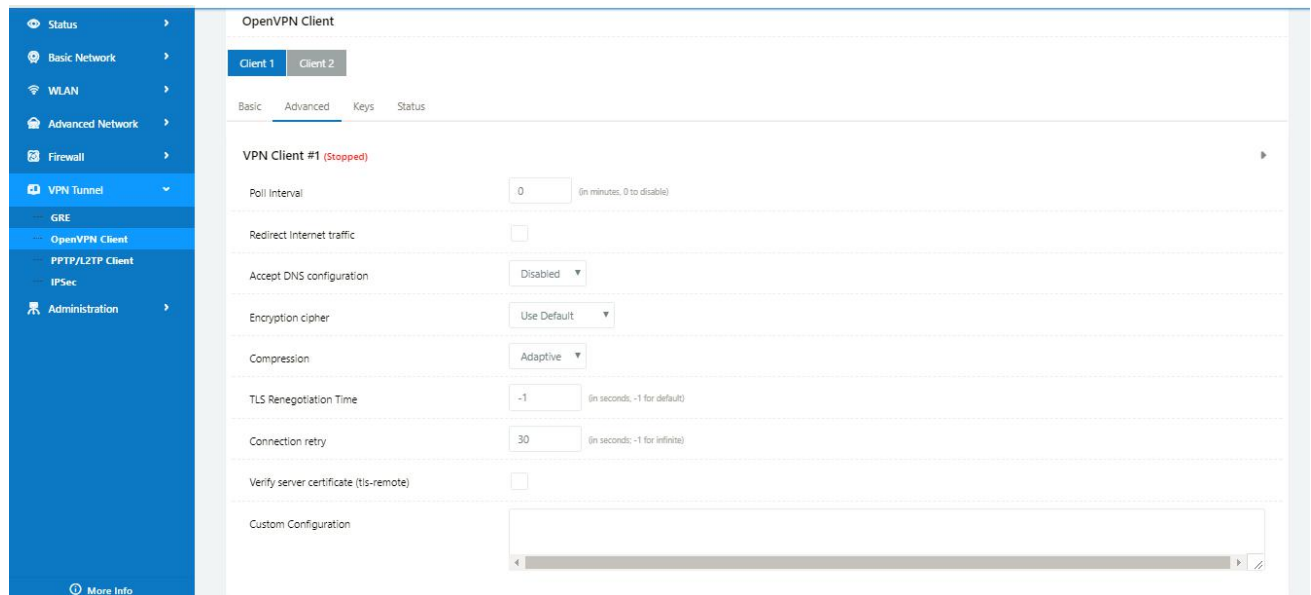 Status
Basic Network
WLAN
Advanced Network
Firewall
VPN Tunnel
GRE
OpenVPN Client
PPTP/L2TP Client
IPSec
Administration
More Info
OpenVPN Client
Client 1 Client 2
Basic Advanced Keys Status
VPN Client #1 (Stopped)
Poll Interval 0 (in minutes, 0 to disable)
Redirect Internet traffic
Accept DNS configuration Disabled
Encryption cipher Use Default
Compression Adaptive
TLS Renegotiation Time -1 (in seconds, -1 for default)
Connection retry 30 (in seconds; -1 for infinite)
Verify server certificate (tls-remote)
Custom Configuration